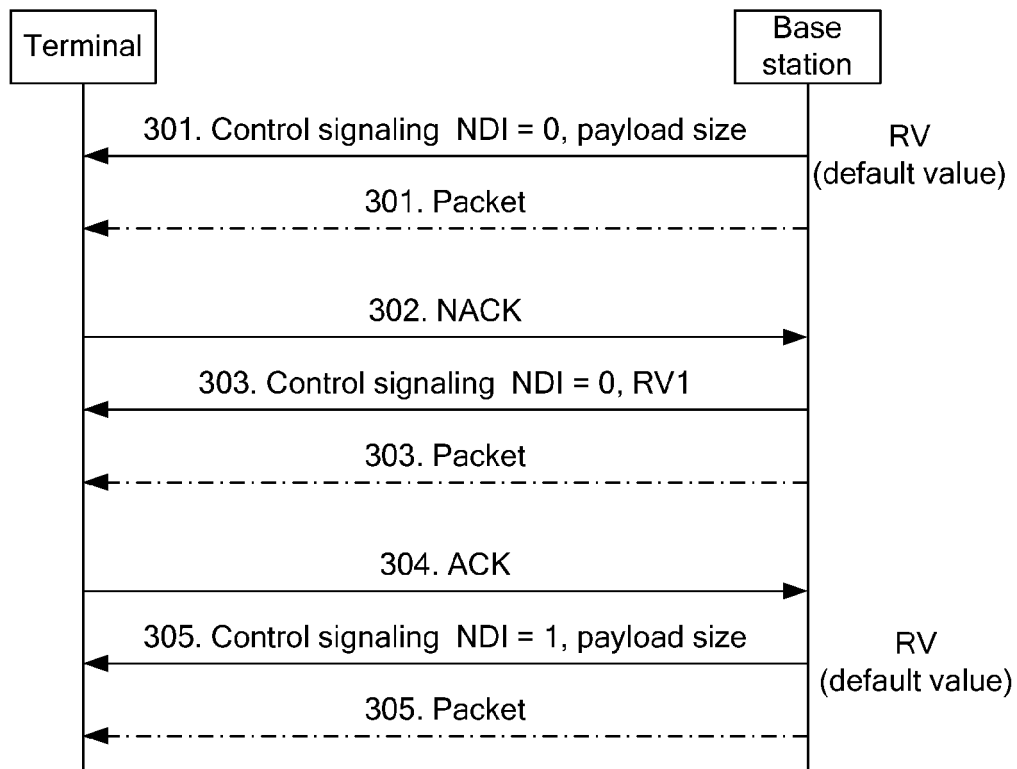 Terminal
Base
station
301. Control signaling NDI = 0, payload size
RV
(default value)
301. Packet
302. NACK
303. Control signaling NDI = 0, RV1
303. Packet
304. ACK
305. Control signaling NDI = 1, payload size
RV
(default value)
305. Packet